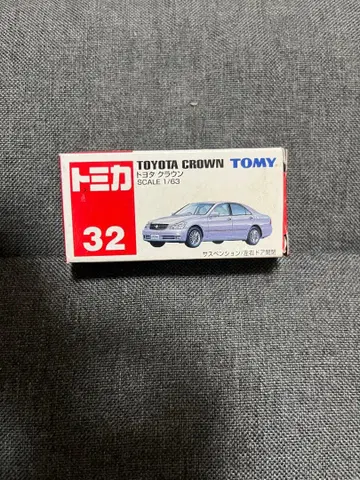 トミカ
32
TOYOTA CROWN TOMY
トヨタ クラウン
SCALE 1/63
サスペンション/左右ドア開閉